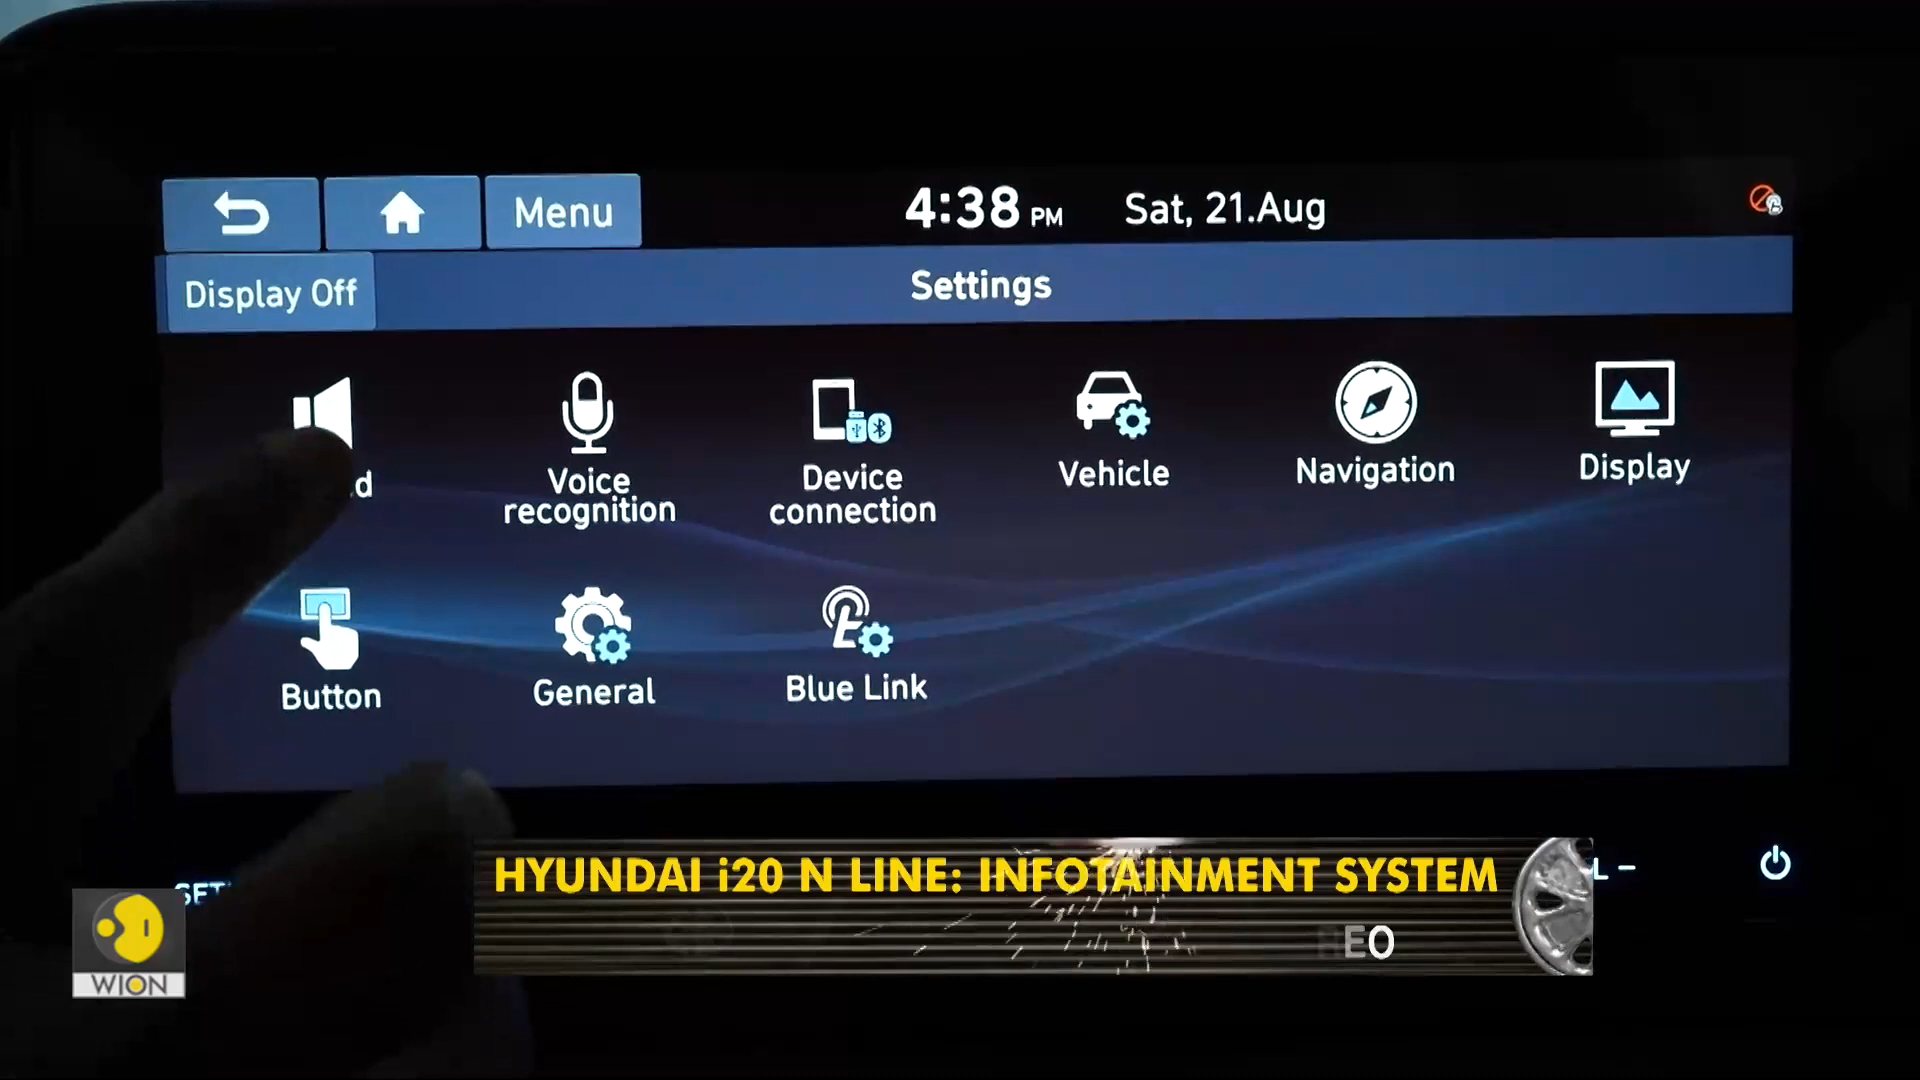 Menu
4:38 PM
Sat, 21.Aug
Display Off
Settings
Voice
recognition
Device
connection
Vehicle
Navigation
Display
Button
General
Blue Link
HYUNDAI i20 N LINE: INFOTAINMENT SYSTEM
WION